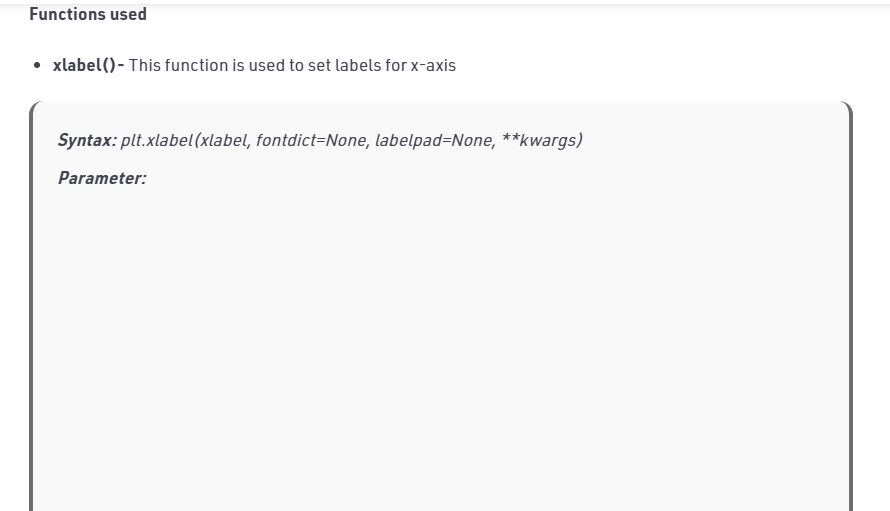 Functions used
• xlabel()- This function is used to set labels for x-axis
Syntax: plt.xlabel(xlabel, fontdict=None, labelpad=None, **kwargs)
Parameter: